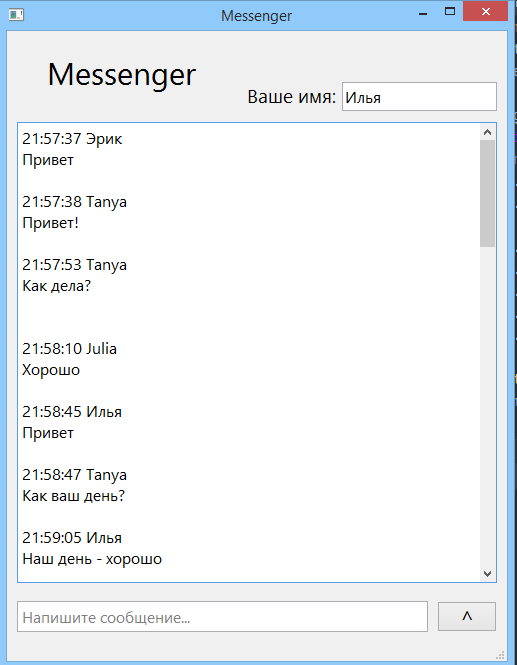 Messenger
Messenger
Ваше имя: Илья
21:57:37 Эрик
Привет
21:57:38 Tanya
Привет!
21:57:53 Tanya
Как дела?
21:58:10 Julia
Хорошо
21:58:45 Илья
Привет
21:58:47 Tanya
Как ваш день?
21:59:05 Илья
Наш день - хорошо
Напишите сообщение...
^